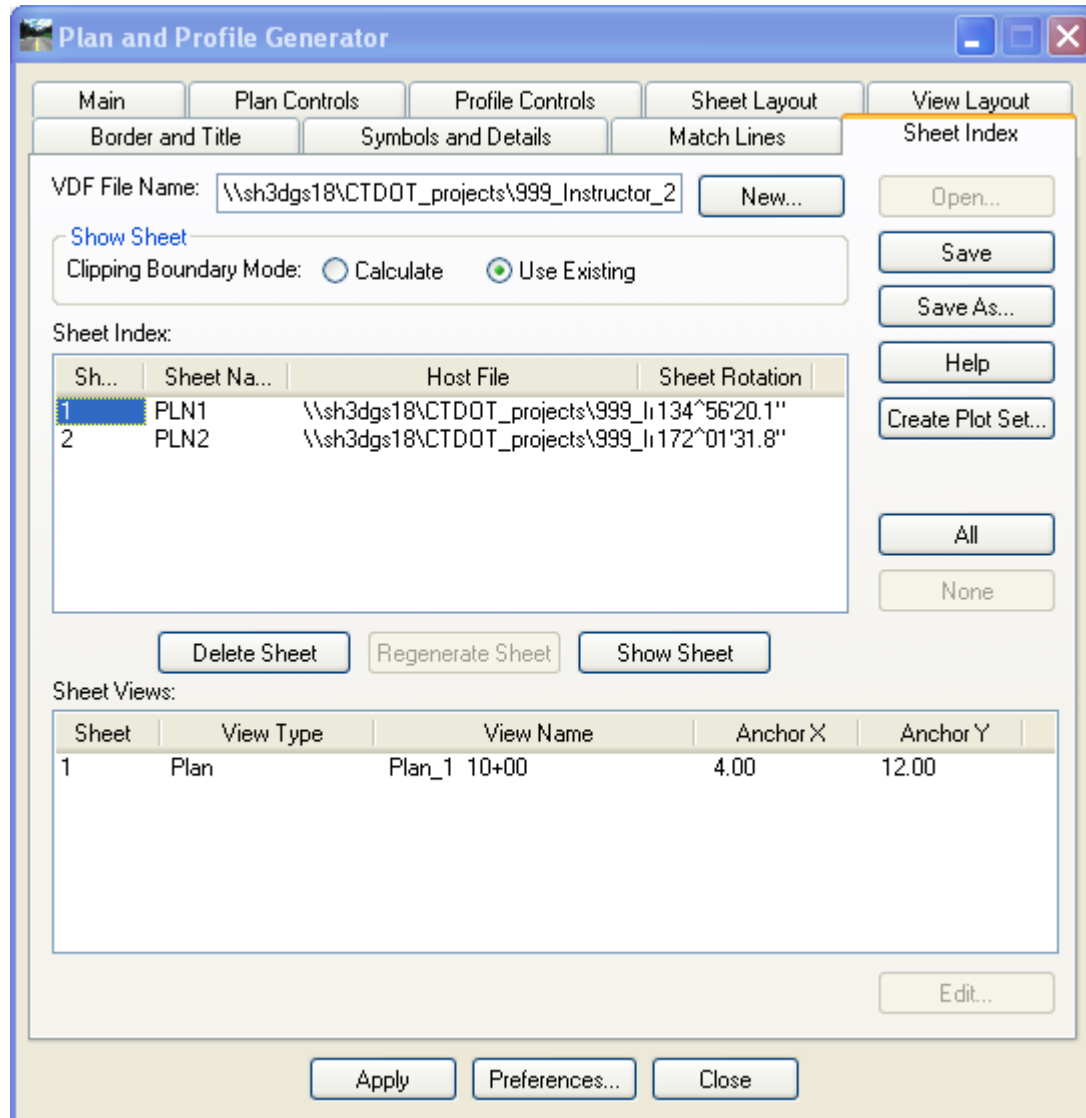 Plan and Profile Generator
Main Plan Controls Profile Controls Sheet Layout View Layout
Border and Title Symbols and Details Match Lines Sheet Index
VDF File Name: \\sh3dgs18\CTDOT_projects\999_Instructor_2 New... Open...
Show Sheet
Clipping Boundary Mode: Calculate Use Existing
Save
Save As...
Sheet Index:
Help
Sh... Sheet Na... Host File Sheet Rotation
1 PLN1 \\sh3dgs18\CTDOT_projects\999_I 134^56'20.1"
2 PLN2 \\sh3dgs18\CTDOT_projects\999_I 172^01'31.8"
Create Plot Set...
All
None
Delete Sheet Regenerate Sheet Show Sheet
Sheet Views:
Sheet View Type View Name Anchor X Anchor Y
1 Plan Plan_1 10+00 4.00 12.00
Edit...
Apply Preferences... Close